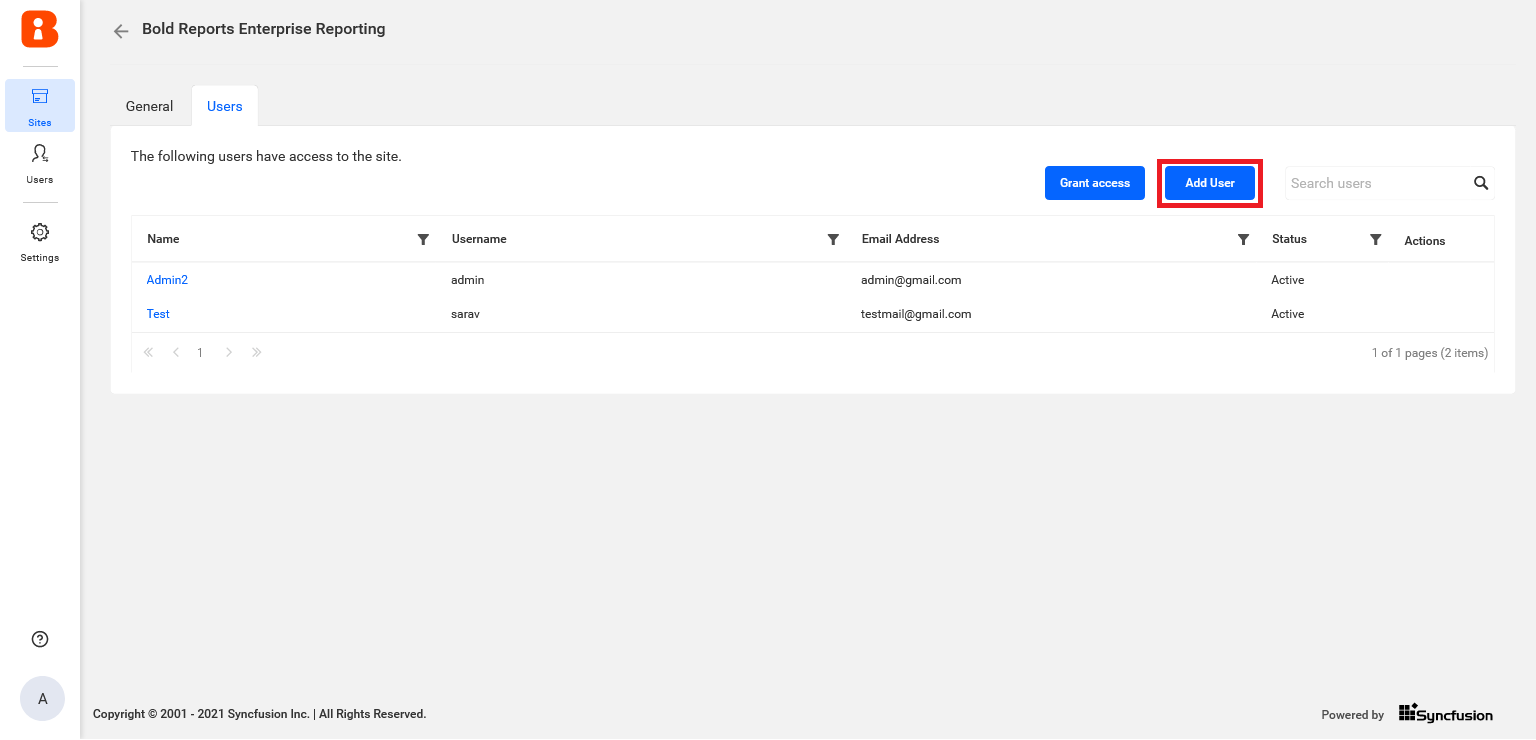 Bold Reports Enterprise Reporting
Sites
Users
Settings
A
General Users
The following users have access to the site.
Grant access Add User Search users
Name Username Email Address Status Actions
Admin2 admin admin@gmail.com Active
Test sarav testmail@gmail.com Active
1 1 of 1 pages (2 items)
Copyright © 2001 - 2021 Syncfusion Inc. | All Rights Reserved. Powered by Syncfusion